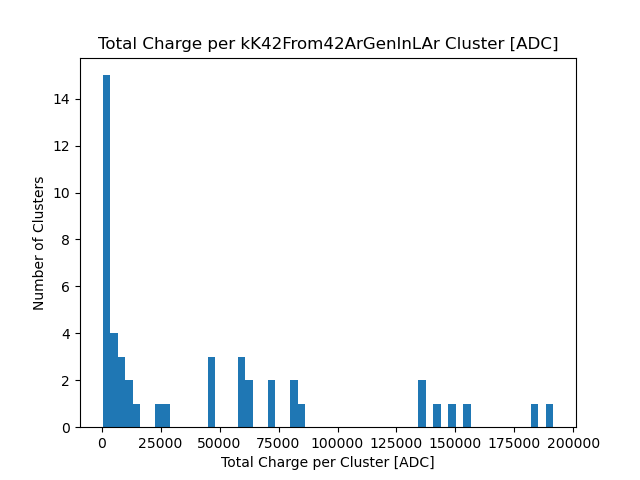 Total Charge per kK42From42ArGenInLAr Cluster [ADC]
Number of Clusters
14
12
10
8
6
4
2
0
0 25000 50000 75000 100000 125000 150000 175000 200000
Total Charge per Cluster [ADC]